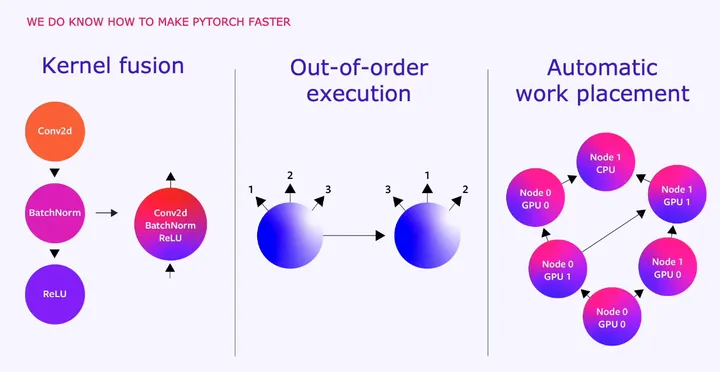 WE DO KNOW HOW TO MAKE PYTORCH FASTER
Kernel fusion
Conv2d
BatchNorm
ReLU
Conv2d
BatchNorm
ReLU
Out-of-order
execution
1
2
3
3
1
2
Automatic
work placement
Node 1
CPU
Node 0
GPU 0
Node 1
GPU 1
Node 0
GPU 1
Node 1
GPU 0
Node 0
GPU 0